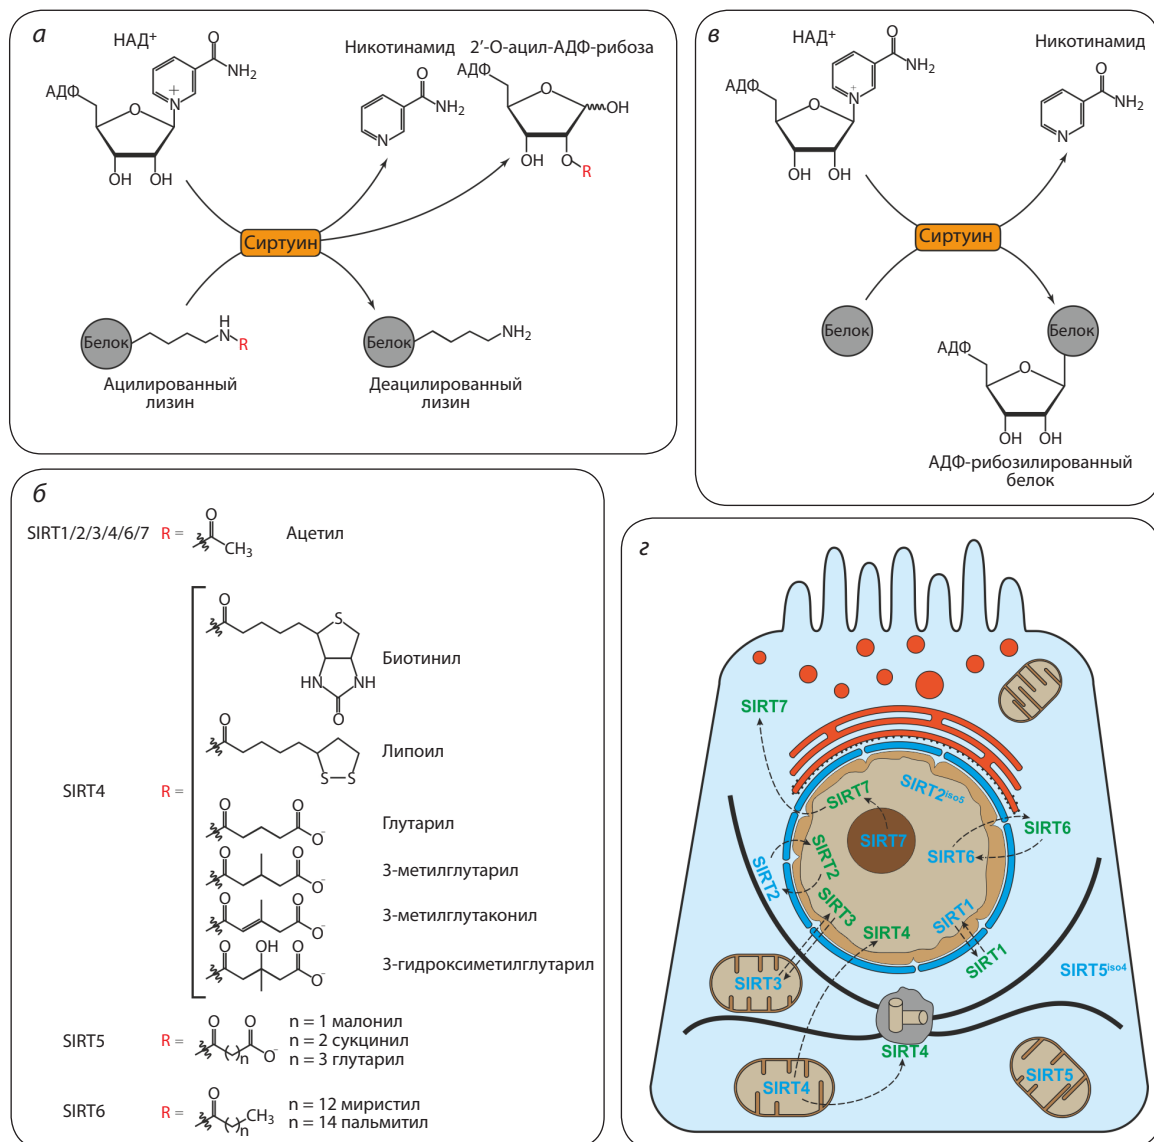 а
НАД⁺
O
NH₂
N
+
АДФ
O
OH
OH
Никотинамид
O
NH₂
N
2′-О-ацил-АДФ-рибоза
АДФ
O
OH
OH
O
R
Сиртуин
Белок
H
N
R
Ацилированный
лизин
Белок
NH₂
Деацилированный
лизин
в
НАД⁺
O
NH₂
N
+
АДФ
O
OH
OH
Никотинамид
O
NH₂
N
Сиртуин
Белок
Белок
АДФ
O
OH
OH
АДФ-рибозилированный
белок
б
SIRT1/2/3/4/6/7 R =
O
CH₃
Ацетил
SIRT4 R =
O
S
HN
NH
O
Биотинил
O
S–S
Липоил
O
O
O⁻
Глутарил
O
O
O⁻
3-метилглутарил
O
O
O⁻
3-метилглутаконил
O
OH
O
O⁻
3-гидроксиметилглутарил
SIRT5 R =
O
O
O⁻
n
n = 1 малонил
n = 2 сукцинил
n = 3 глутарил
SIRT6 R =
O
CH₃
n
n = 12 миристил
n = 14 пальмитил
г
SIRT7
SIRT7
SIRT2iso5
SIRT7
SIRT6
SIRT6
SIRT2
SIRT2
SIRT3
SIRT4
SIRT1
SIRT1
SIRT3
SIRT5iso4
SIRT4
SIRT4
SIRT5